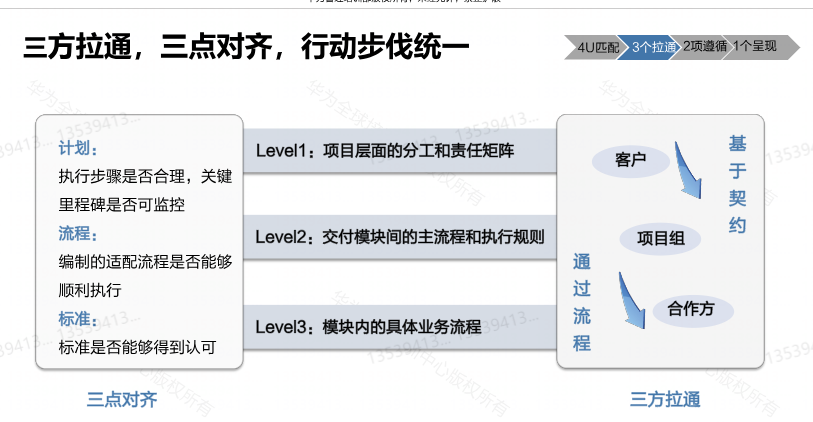 三方拉通，三点对齐，行动步伐统一
4U匹配
3个拉通
2项遵循
1个呈现
计划：
执行步骤是否合理，关键
里程碑是否可监控
流程：
编制的适配流程是否能够
顺利执行
标准：
标准是否能够得到认可
三点对齐
Level1：项目层面的分工和责任矩阵
Level2：交付模块间的主流程和执行规则
Level3：模块内的具体业务流程
客户
基于契约
项目组
通过流程
合作方
三方拉通